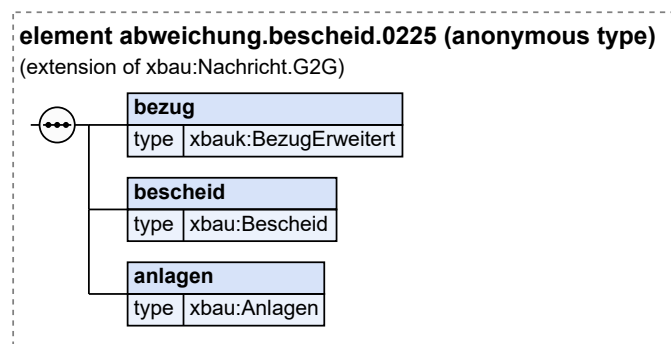 element abweichung.bescheid.0225 (anonymous type)
(extension of xbau:Nachricht.G2G)
bezug
type xbauk:BezugErweitert
bescheid
type xbau:Bescheid
anlagen
type xbau:Anlagen